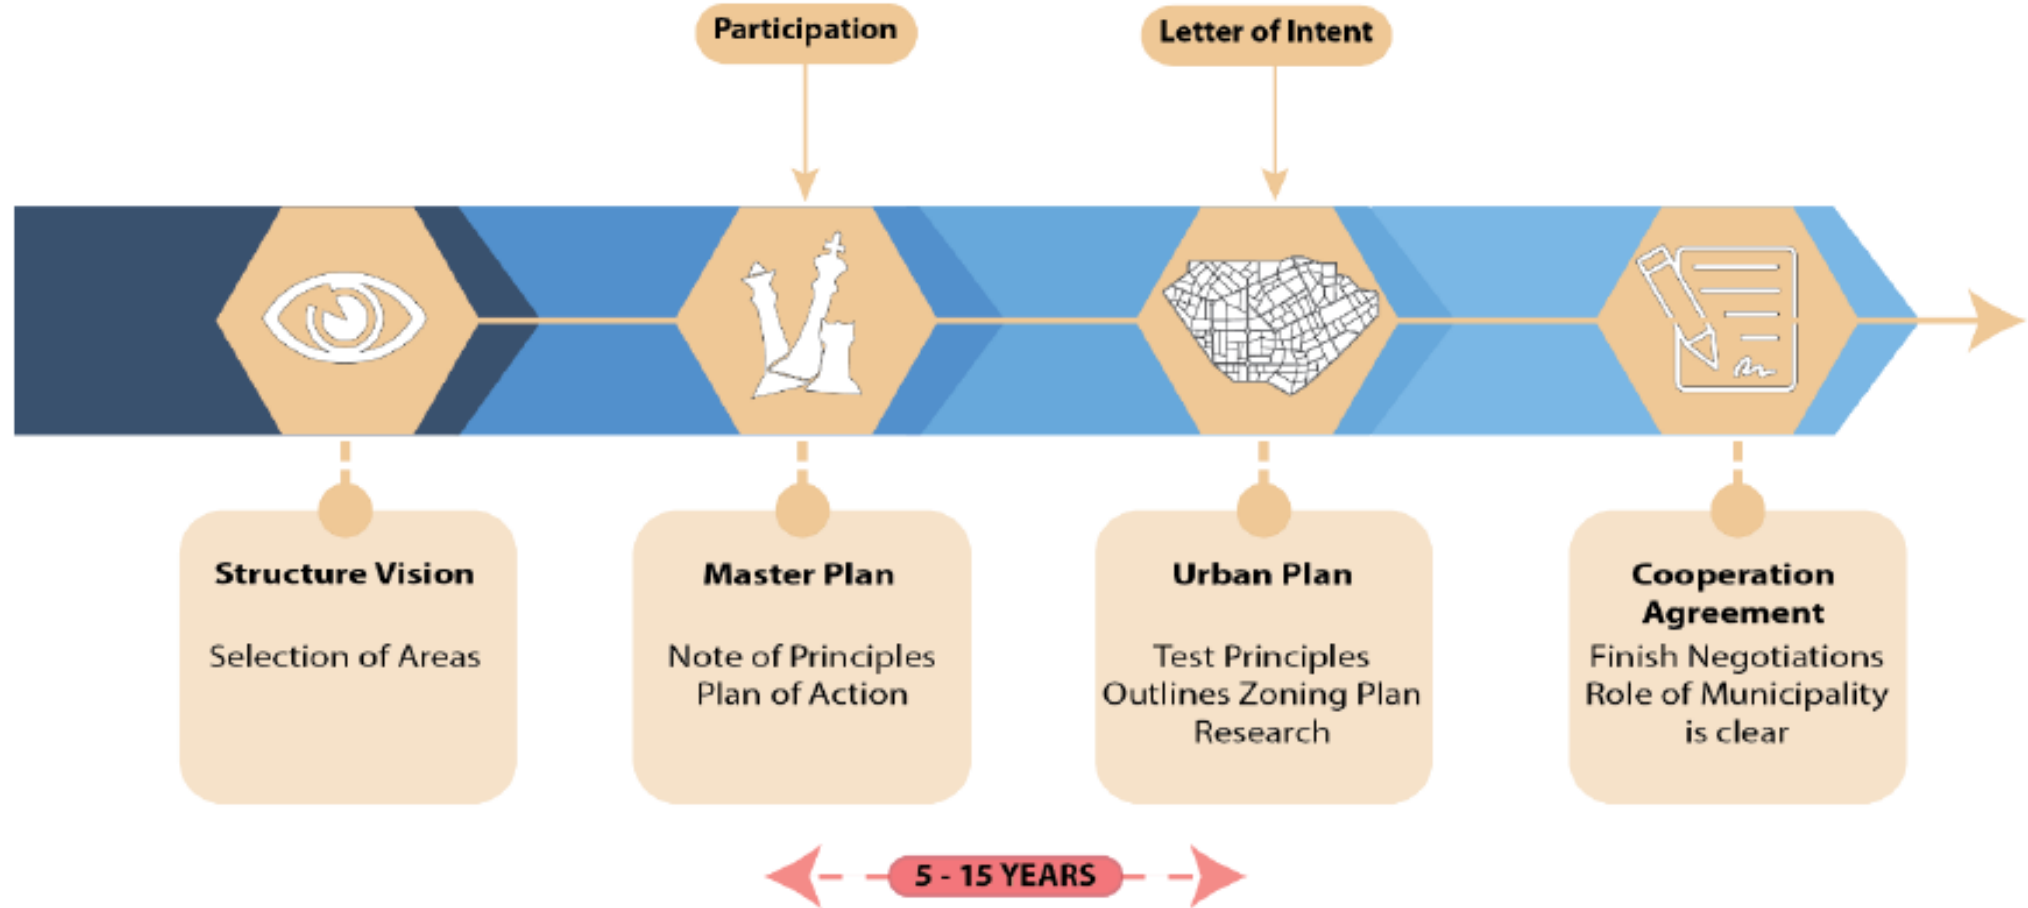 Participation
Letter of Intent
Structure Vision
Selection of Areas
Master Plan
Note of Principles
Plan of Action
Urban Plan
Test Principles
Outlines Zoning Plan
Research
Cooperation
Agreement
Finish Negotiations
Role of Municipality
is clear
5 - 15 YEARS